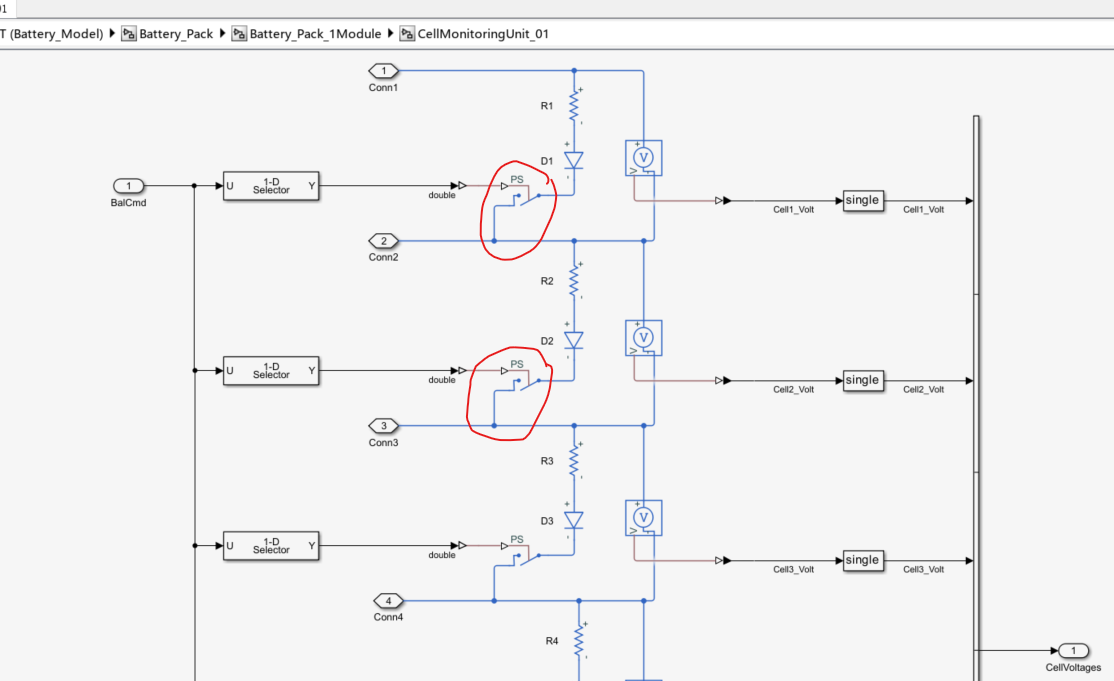 01
T (Battery_Model) Battery_Pack Battery_Pack_1Module CellMonitoringUnit_01
1
Conn1
R1
+
-
+
D1
-
+
V
1
BalCmd
U 1-D Selector Y
double
PS
Cell1_Volt
single
Cell1_Volt
2
Conn2
R2
+
-
+
D2
-
+
V
U 1-D Selector Y
double
PS
Cell2_Volt
single
Cell2_Volt
3
Conn3
R3
+
-
+
D3
-
+
V
U 1-D Selector Y
double
PS
Cell3_Volt
single
Cell3_Volt
4
Conn4
R4
+
-
1
CellVoltages